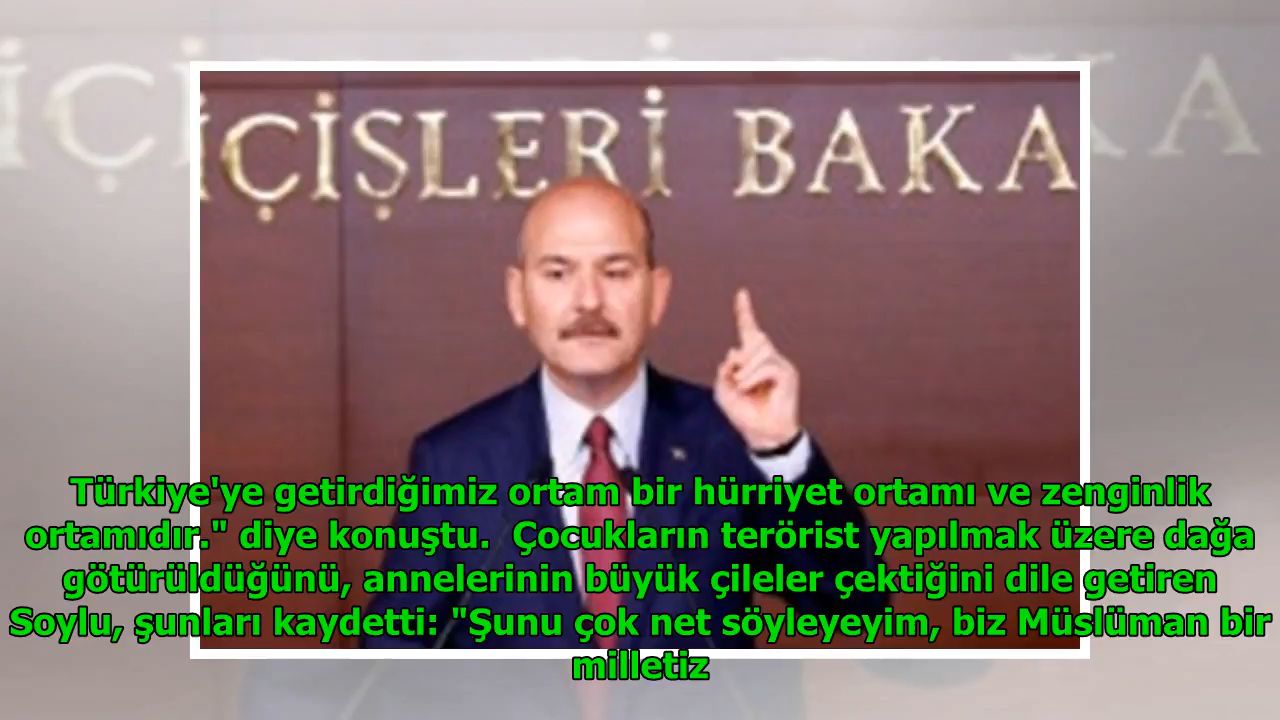 İÇİŞLERİ BAKA
Türkiye'ye getirdiğimiz ortam bir hürriyet ortamı ve zenginlik
ortamıdır." diye konuştu.  Çocukların terörist yapılmak üzere dağa
götürüldüğünü, annelerinin büyük çileler çektiğini dile getiren
Soylu, şunları kaydetti: "Şunu çok net söyleyeyim, biz Müslüman bir
milletiz